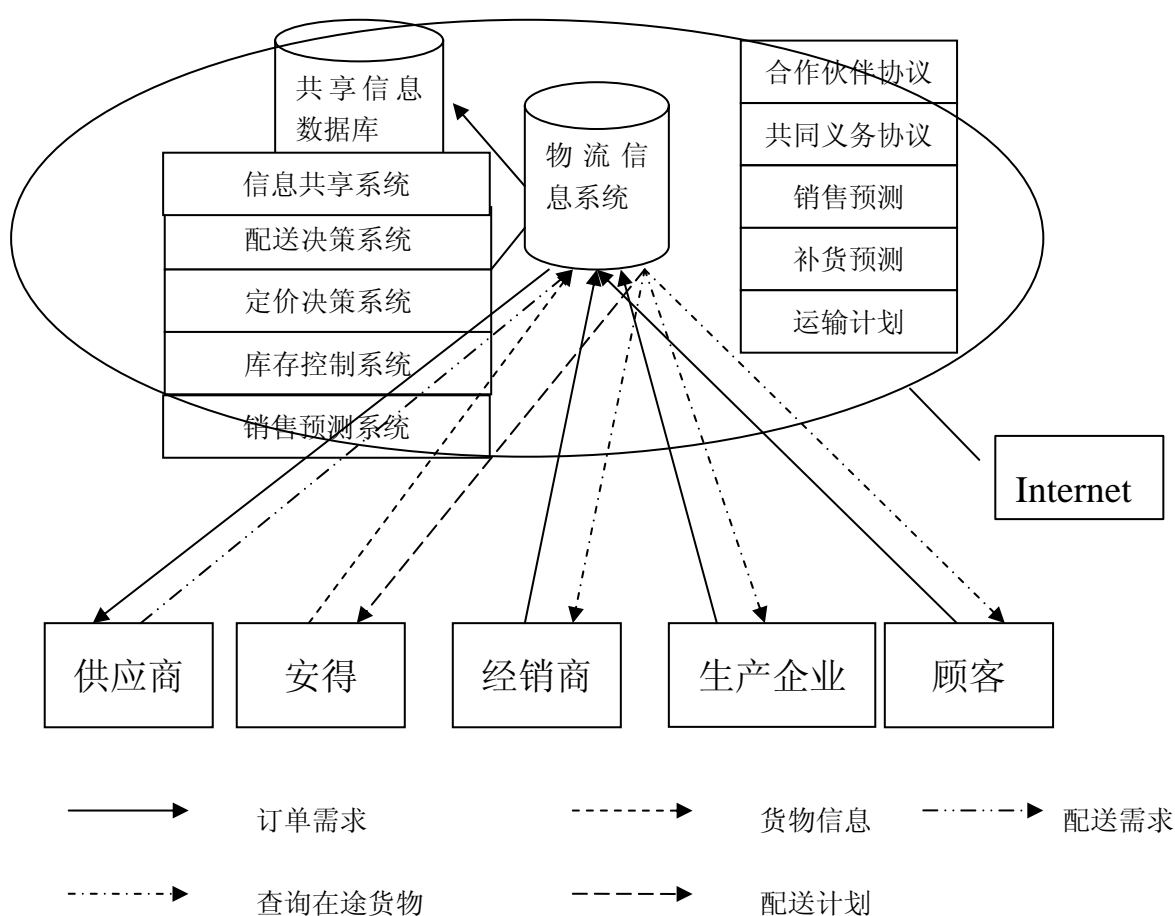 共享信息
数据库
信息共享系统
配送决策系统
定价决策系统
库存控制系统
销售预测系统
物流信
息系统
合作伙伴协议
共同义务协议
销售预测
补货预测
运输计划
Internet
供应商
安得
经销商
生产企业
顾客
订单需求
货物信息
配送需求
查询在途货物
配送计划